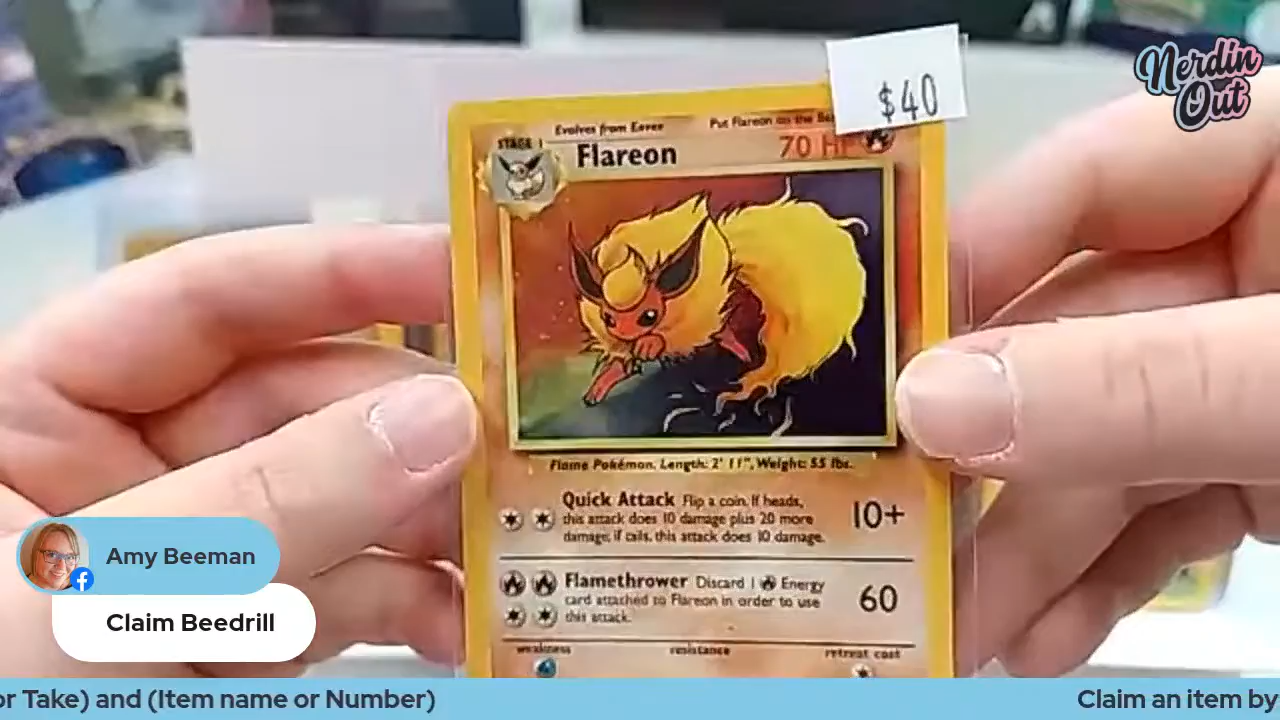 Nerdin
Out
$40
Evolves from Eevee
Put Flareon on the
STAGE 1
Flareon
70 HP
Flame Pokémon. Length: 2' 11", Weight: 55 lbs.
Quick Attack Flip a coin. If heads,
this attack does 10 damage plus 20 more
damage; if tails, this attack does 10 damage.
10+
Flamethrower Discard 1 Energy
card attached to Flareon in order to use
this attack.
60
weakness
resistance
retreat cost
Amy Beeman
Claim Beedrill
or Take) and (Item name or Number)
Claim an item by